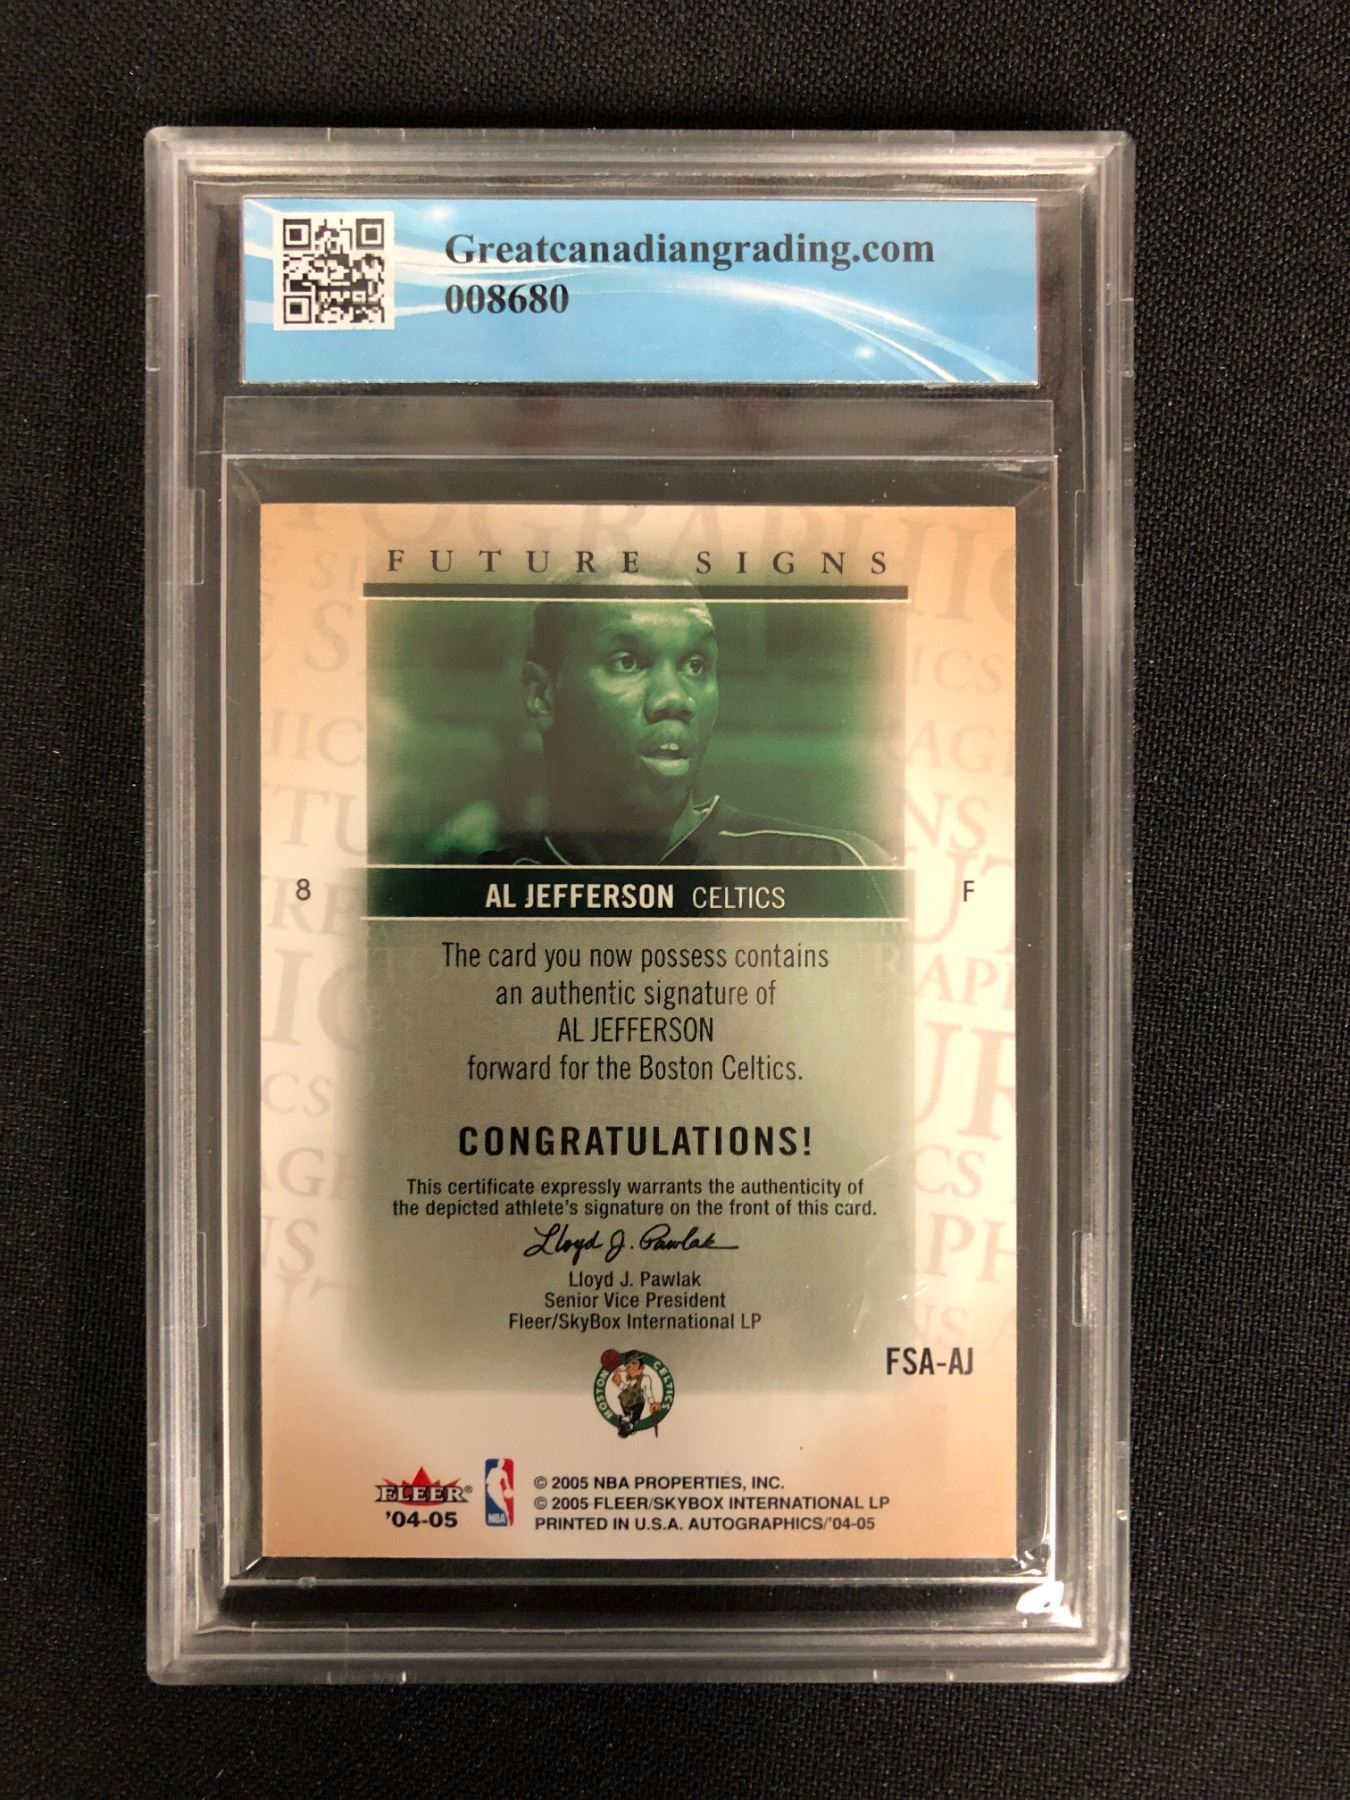 Greatcanadiangrading.com
008680
FUTURE SIGNS
8
AL JEFFERSON CELTICS
F
The card you now possess contains
an authentic signature of
AL JEFFERSON
forward for the Boston Celtics.
CONGRATULATIONS!
This certificate expressly warrants the authenticity of
the depicted athlete's signature on the front of this card.
Lloyd J. Pawlak
Lloyd J. Pawlak
Senior Vice President
Fleer/SkyBox International LP
FSA-AJ
BOSTON CELTICS
FLEER®
'04-05
NBA
© 2005 NBA PROPERTIES, INC.
© 2005 FLEER/SKYBOX INTERNATIONAL LP
PRINTED IN U.S.A. AUTOGRAPHICS/'04-05